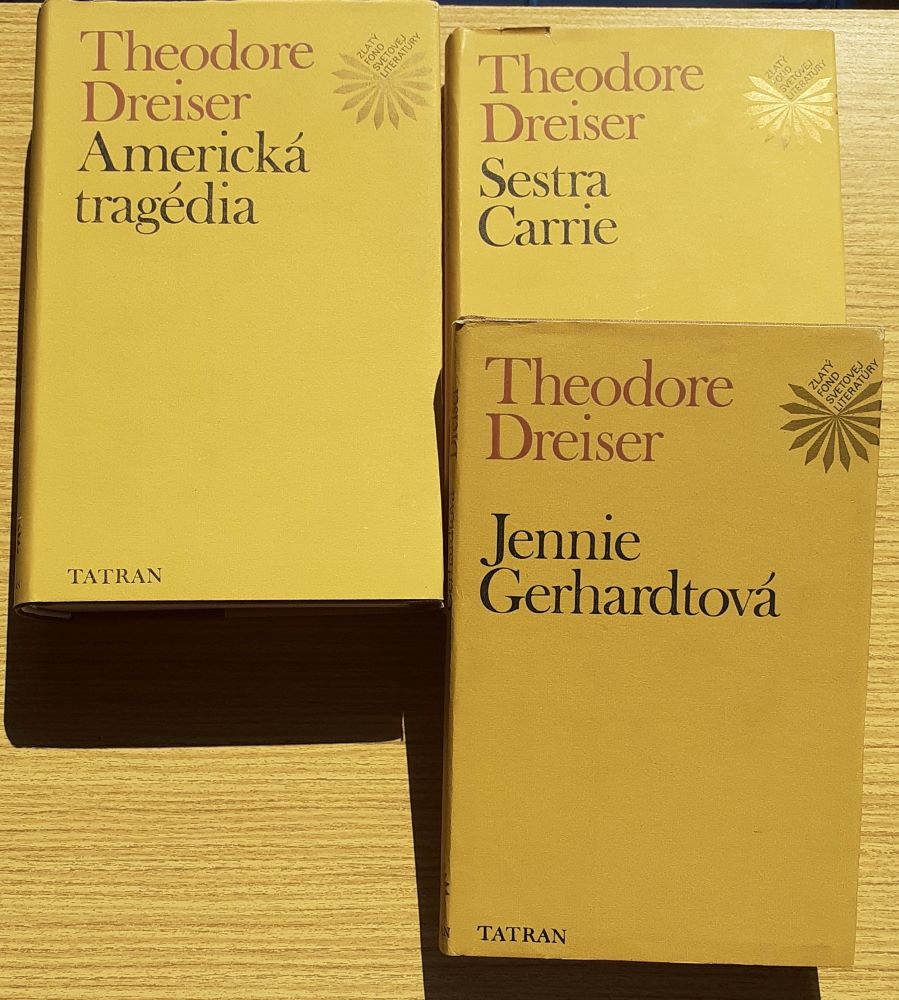 Theodore
Dreiser
Americká
tragédia
ZLATÝ
FOND
SVETOVEJ
LITERATÚRY
TATRAN
Theodore
Dreiser
Sestra
Carrie
ZLATÝ
FOND
SVETOVEJ
LITERATÚRY
Theodore
Dreiser
Jennie
Gerhardtová
ZLATÝ
FOND
SVETOVEJ
LITERATÚRY
TATRAN